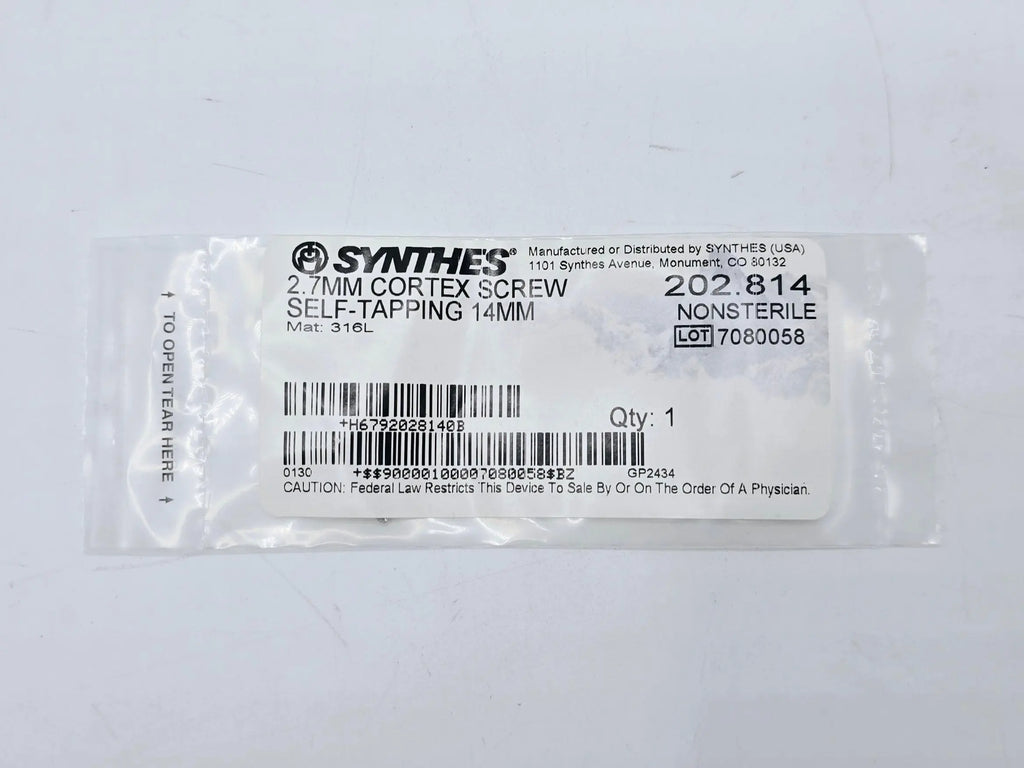 ↑ TO OPEN TEAR HERE ↑
SYNTHES®
Manufactured or Distributed by SYNTHES (USA)
1101 Synthes Avenue, Monument, CO 80132
2.7MM CORTEX SCREW
202.814
SELF-TAPPING 14MM
NONSTERILE
Mat: 316L
LOT 7080058
+H6792028140B
Qty: 1
0130
+$$90000100007080058$BZ
GP2434
CAUTION: Federal Law Restricts This Device To Sale By Or On The Order Of A Physician.